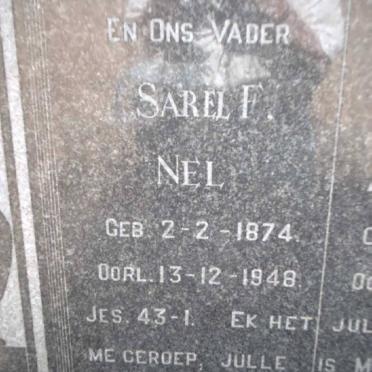 En Ons Vader
Sarel F.
Nel
Geb. 2-2-1874.
Oorl. 13-12-1948.
Jes. 43-1. Ek het jul
me geroep, julle is m